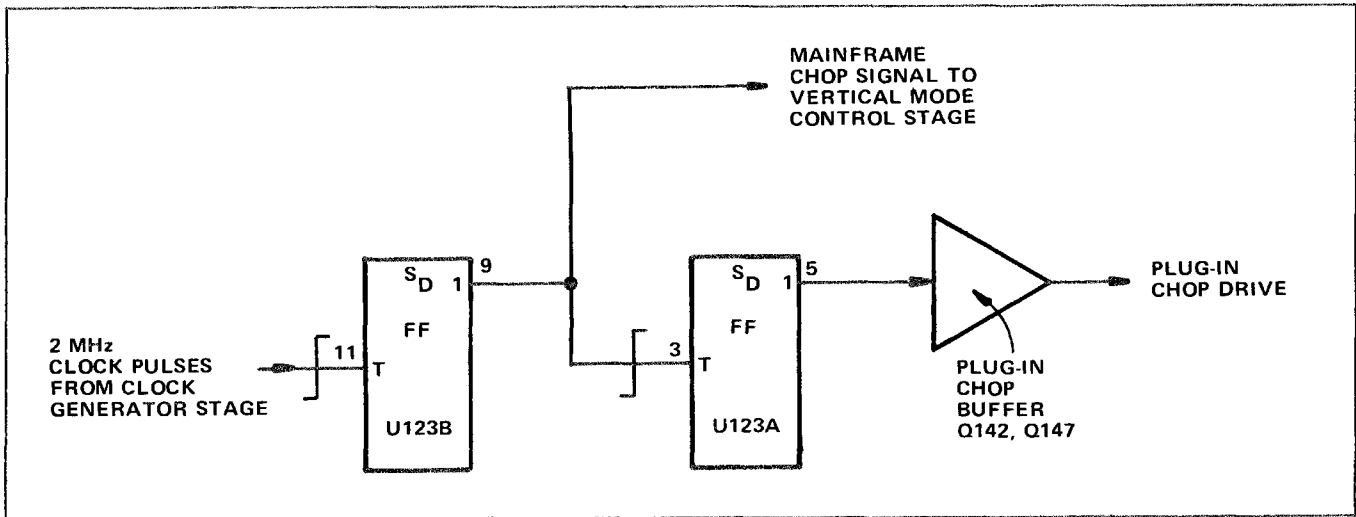 MAINFRAME
CHOP SIGNAL TO
VERTICAL MODE
CONTROL STAGE
2 MHz
CLOCK PULSES
FROM CLOCK
GENERATOR STAGE
11
T
SD 1
FF
U123B
9
3
T
SD 1
FF
U123A
5
PLUG-IN
CHOP
BUFFER
Q142, Q147
PLUG-IN
CHOP DRIVE